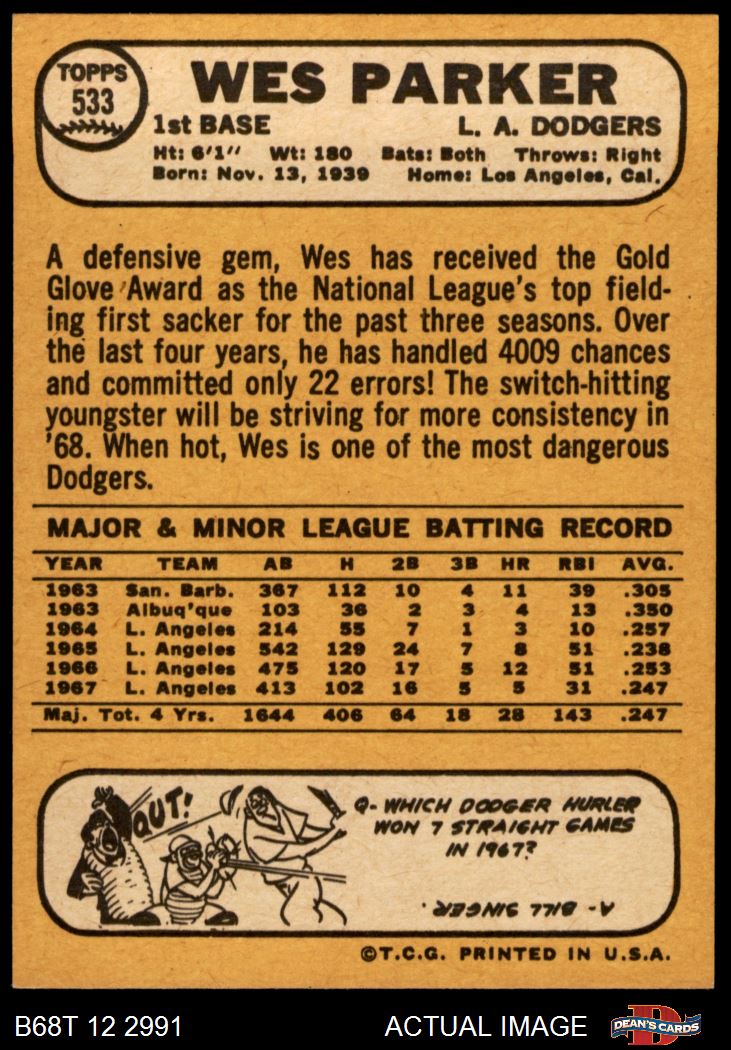 TOPPS
533
WES PARKER
1st BASE L. A. DODGERS
Ht: 6'1" Wt: 180 Bats: Both Throws: Right
Born: Nov. 13, 1939 Home: Los Angeles, Cal.
A defensive gem, Wes has received the Gold
Glove Award as the National League's top field-
ing first sacker for the past three seasons. Over
the last four years, he has handled 4009 chances
and committed only 22 errors! The switch-hitting
youngster will be striving for more consistency in
'68. When hot, Wes is one of the most dangerous
Dodgers.
MAJOR & MINOR LEAGUE BATTING RECORD
YEAR TEAM AB H 2B 3B HR RBI AVG.
1963 San. Barb. 367 112 10 4 11 39 .305
1963 Albuq'que 103 36 2 3 4 13 .350
1964 L. Angeles 214 55 7 1 3 10 .257
1965 L. Angeles 542 129 24 7 8 51 .238
1966 L. Angeles 475 120 17 5 12 51 .253
1967 L. Angeles 413 102 16 5 5 31 .247
Maj. Tot. 4 Yrs. 1644 406 64 18 28 143 .247
OUT!
Q- WHICH DODGER HURLER
WON 7 STRAIGHT GAMES
IN 1967?
A- BILL SINGER.
©T.C.G. PRINTED IN U.S.A.
B68T 12 2991 ACTUAL IMAGE DEAN'S CARDS